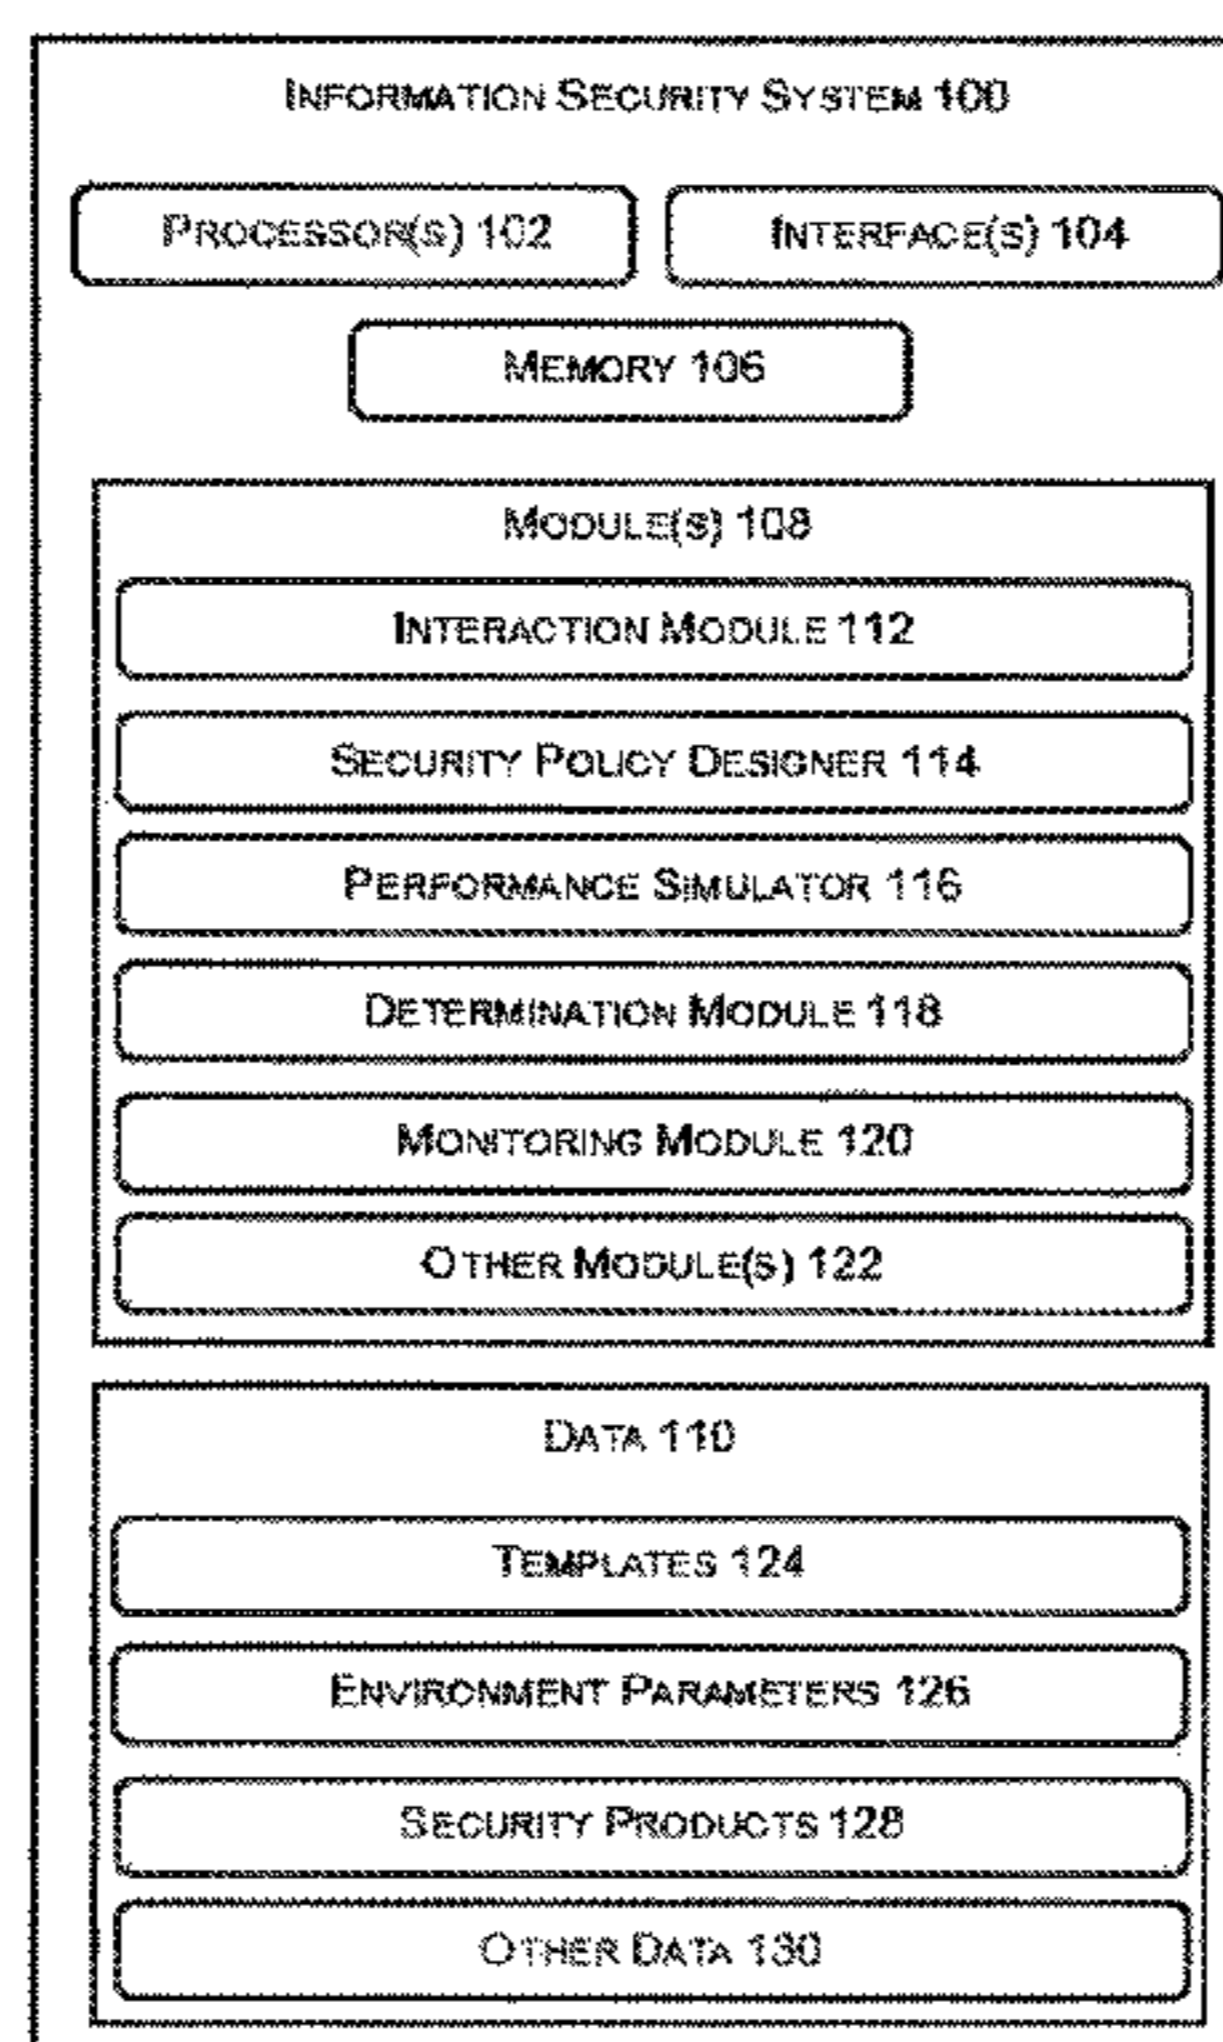 INFORMATION SECURITY SYSTEM 100
PROCESSOR(S) 102
INTERFACE(S) 104
MEMORY 106
MODULE(S) 108
INTERACTION MODULE 112
SECURITY POLICY DESIGNER 114
PERFORMANCE SIMULATOR 116
DETERMINATION MODULE 118
MONITORING MODULE 120
OTHER MODULE(S) 122
DATA 110
TEMPLATES 124
ENVIRONMENT PARAMETERS 126
SECURITY PRODUCTS 128
OTHER DATA 130